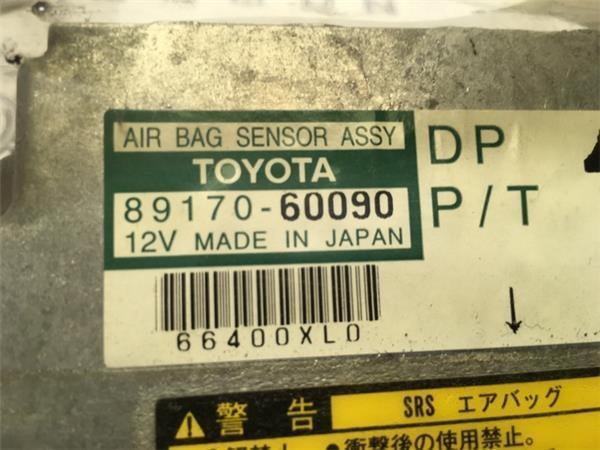 AIR BAG SENSOR ASSY
TOYOTA
89170-60090
12V MADE IN JAPAN
DP
P/T
66400XL0
警告
SRS エアバッグ
●衝撃後の使用禁止。